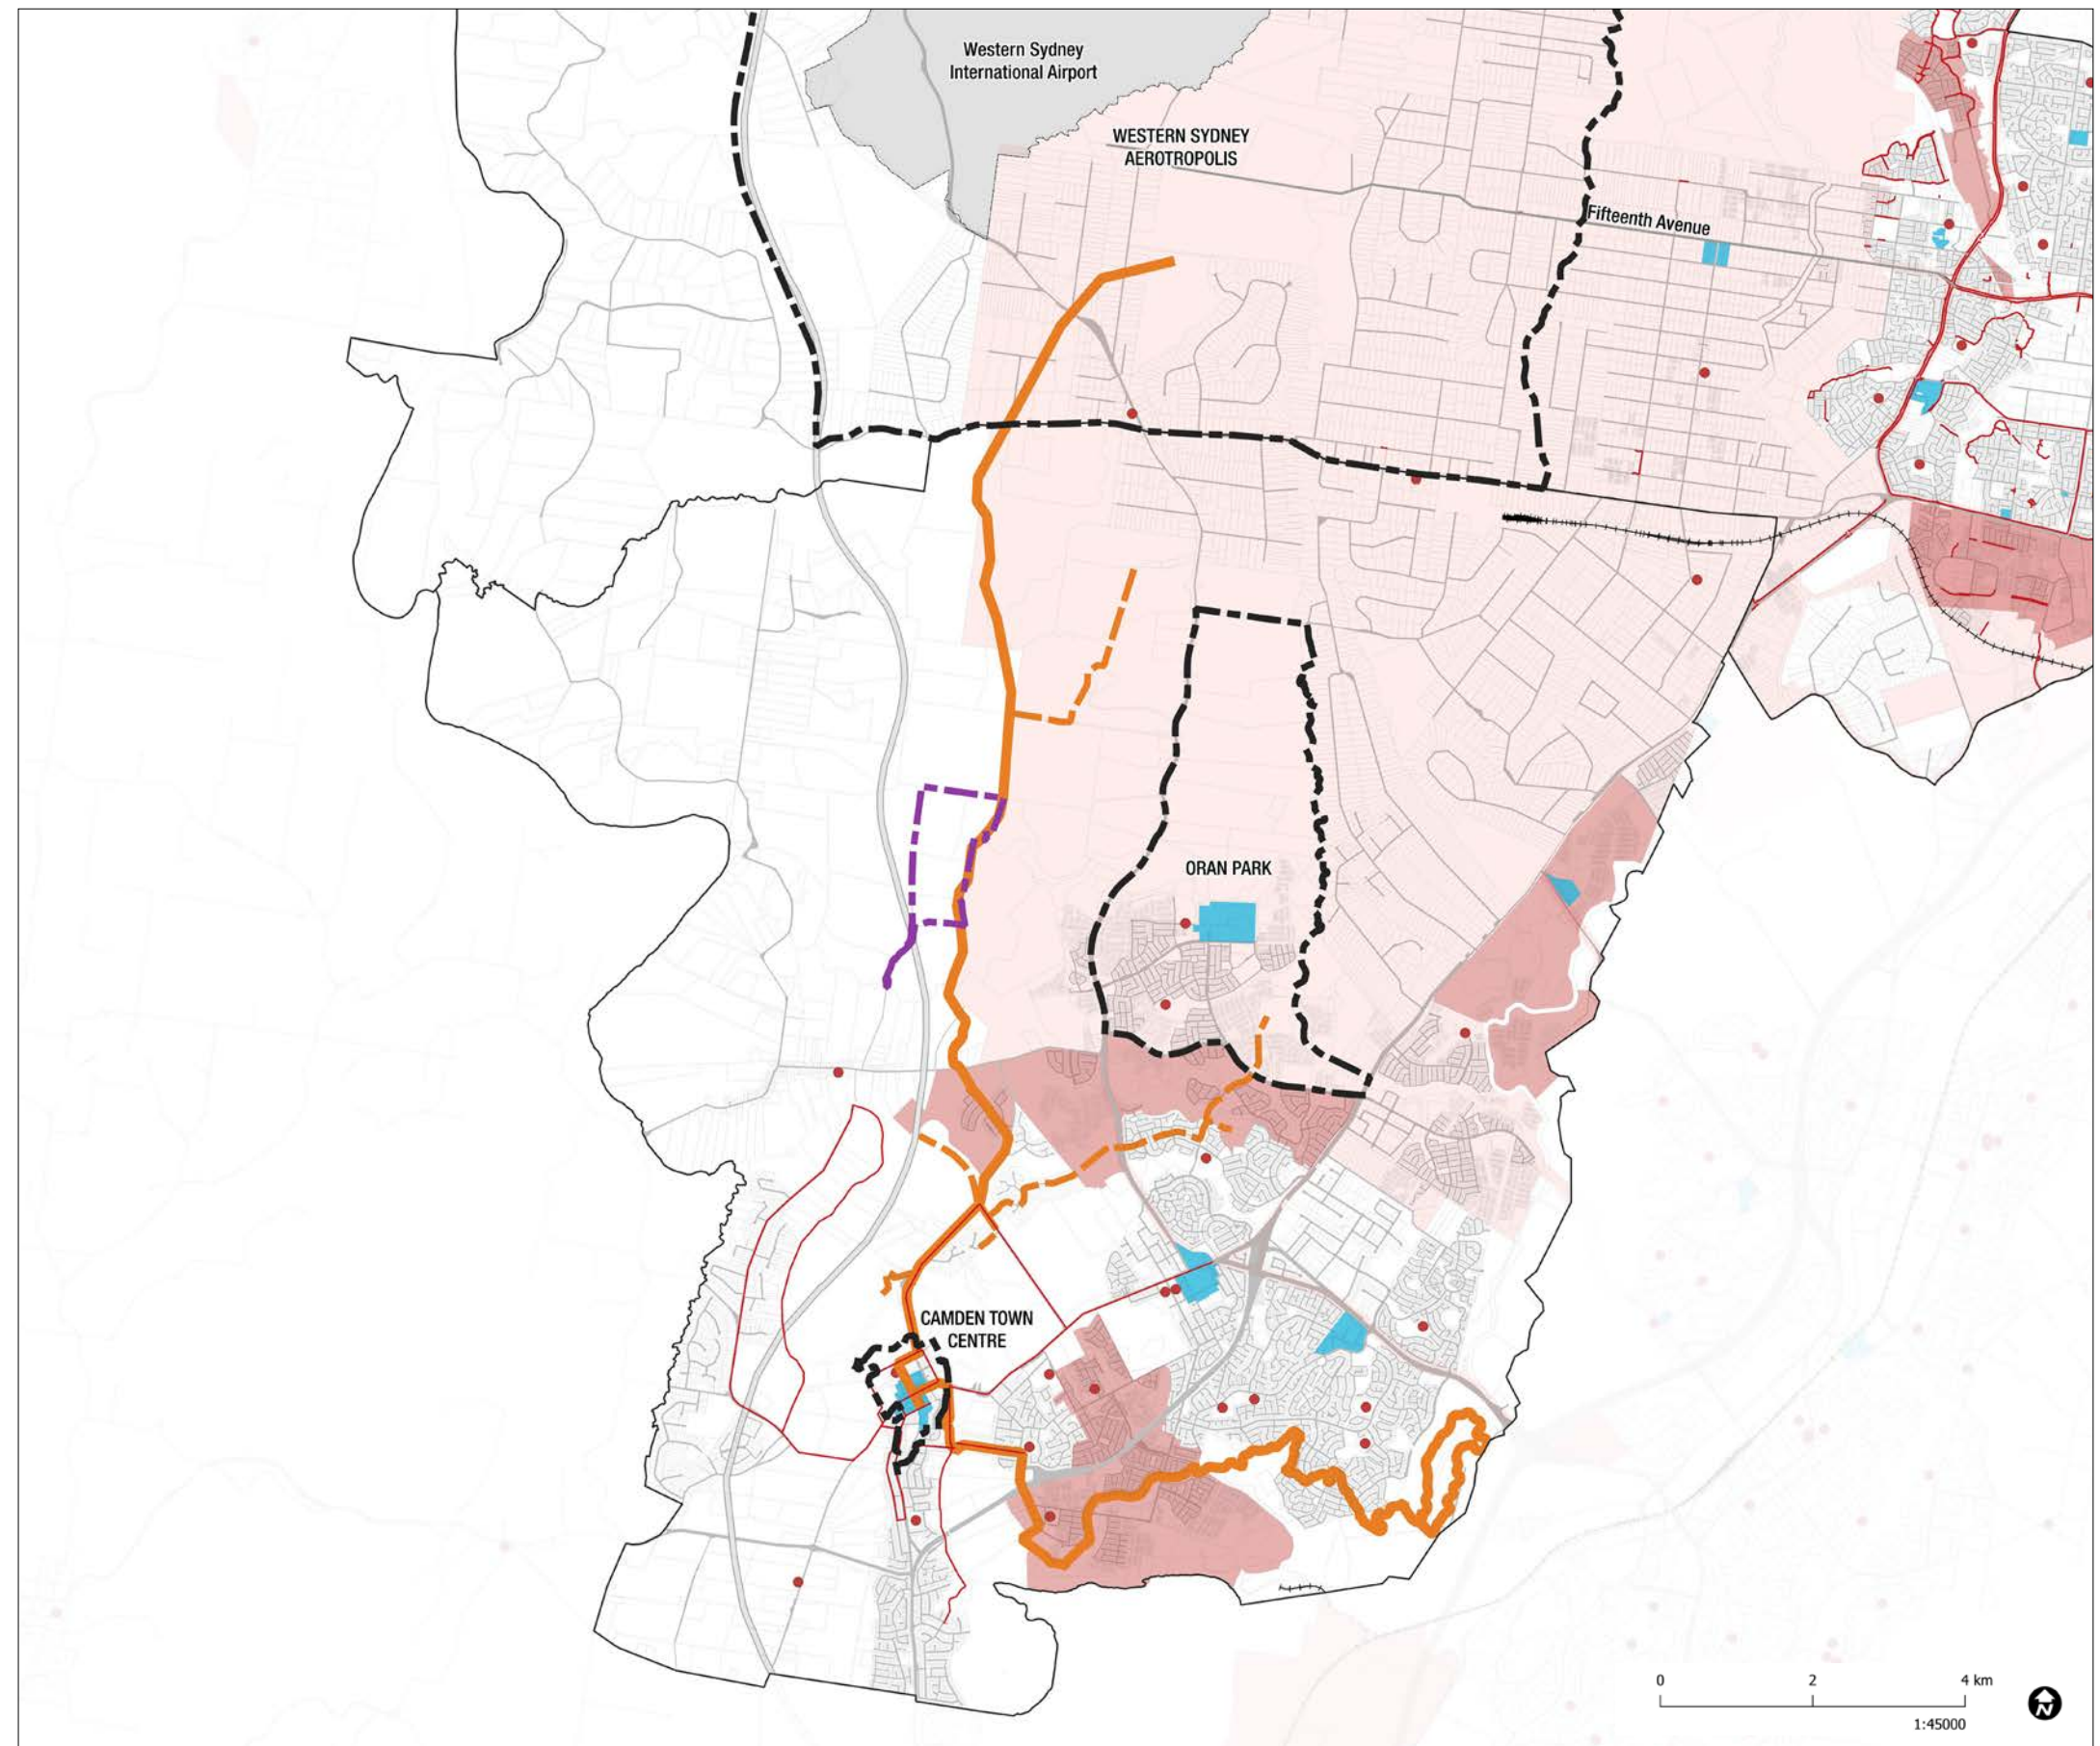 Western Sydney
International Airport
WESTERN SYDNEY
AEROTROPOLIS
Fifteenth Avenue
ORAN PARK
CAMDEN TOWN
CENTRE
0 2 4 km
1:45000
N